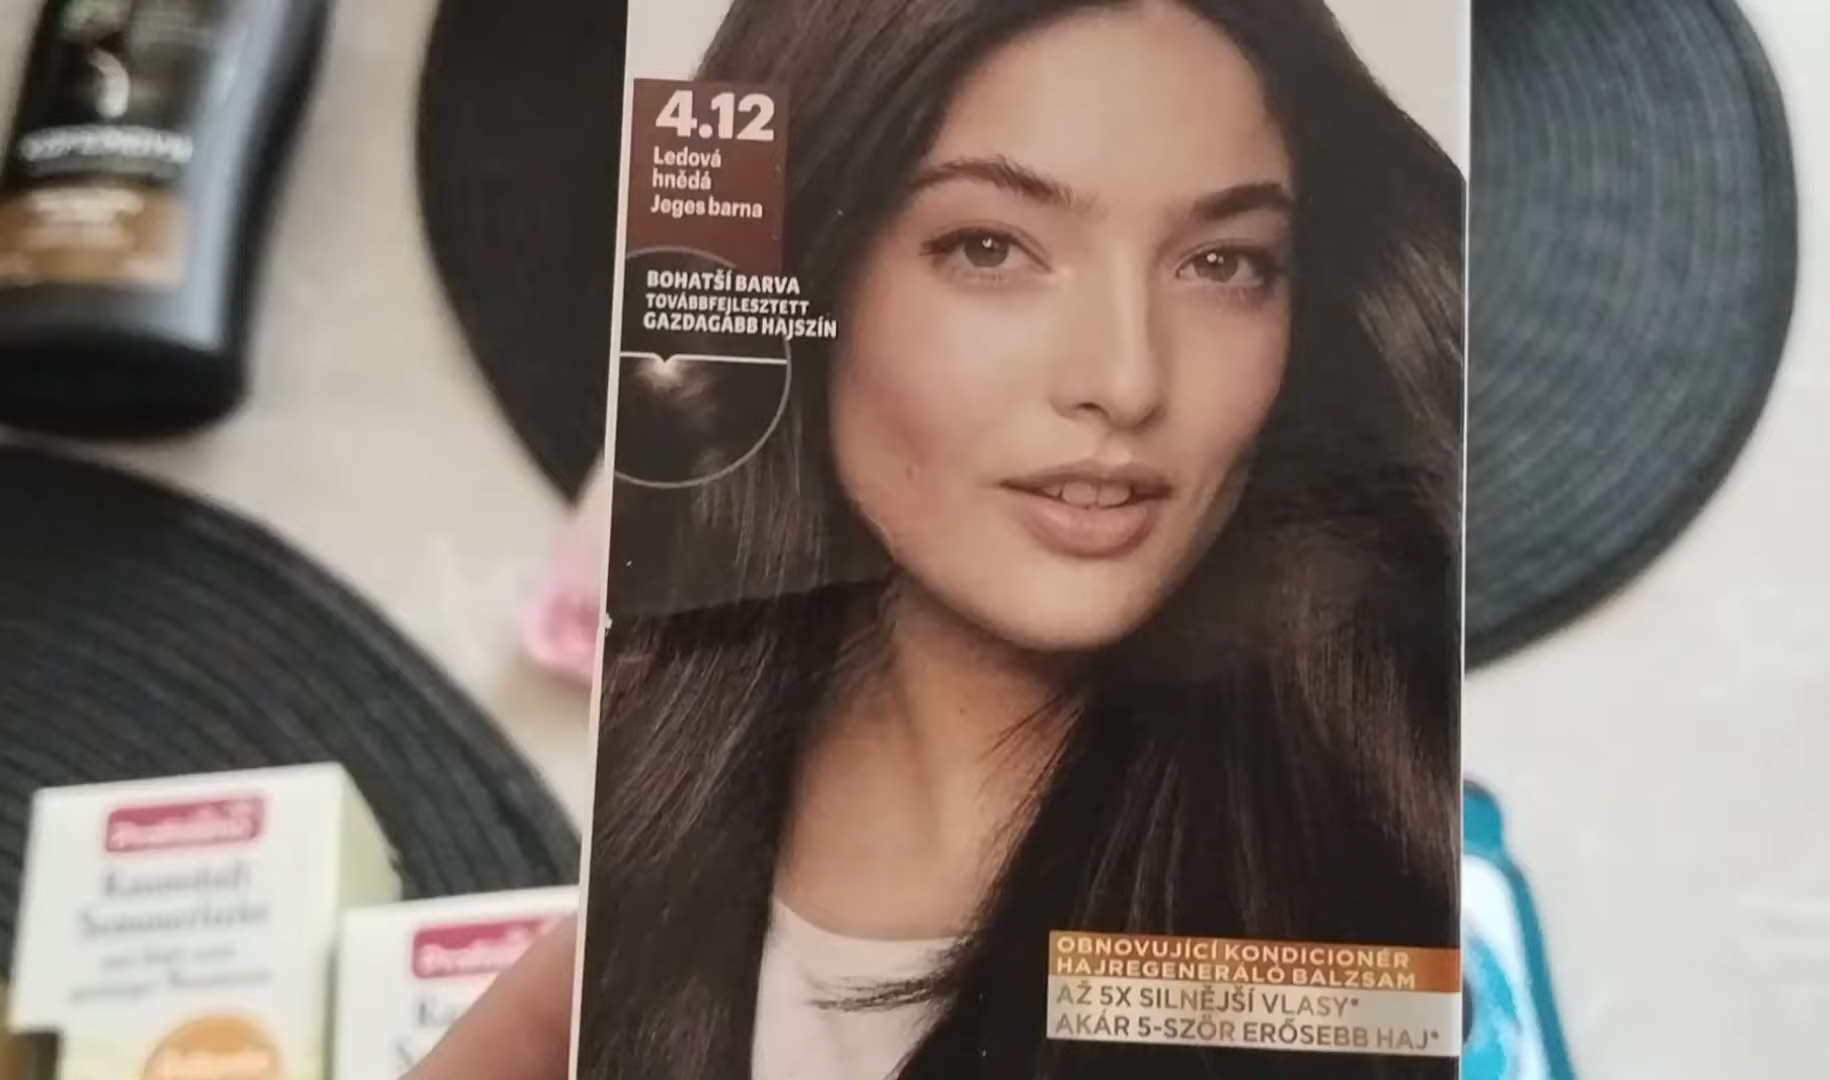 4.12
Ledová
hnědá
Jeges barna
BOHATŠÍ BARVA
TOVÁBBFEJLESZTETT
GAZDAGABB HAJSZÍN
OBNOVUJÍCÍ KONDICIONÉR
HAJREGENERÁLÓ BALZSAM
AŽ 5X SILNĚJŠÍ VLASY*
AKÁR 5-SZÖR ERŐSEBB HAJ*